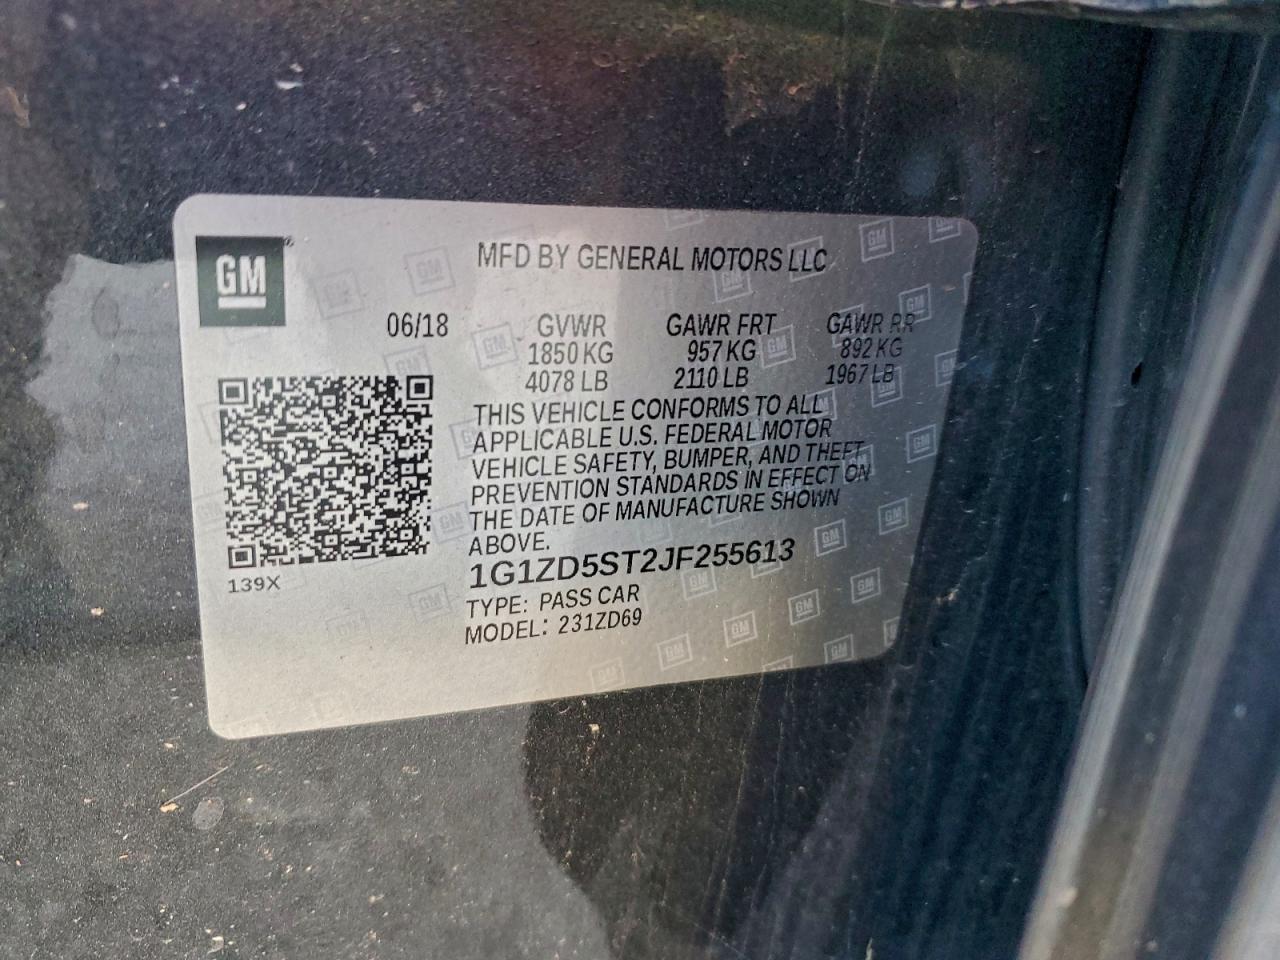 GM
MFD BY GENERAL MOTORS LLC
06/18
GVWR GAWR FRT GAWR RR
1850 KG 957 KG 892 KG
4078 LB 2110 LB 1967 LB
THIS VEHICLE CONFORMS TO ALL
APPLICABLE U.S. FEDERAL MOTOR
VEHICLE SAFETY, BUMPER, AND THEFT
PREVENTION STANDARDS IN EFFECT ON
THE DATE OF MANUFACTURE SHOWN
ABOVE.
1G1ZD5ST2JF255613
139X
TYPE: PASS CAR
MODEL: 231ZD69